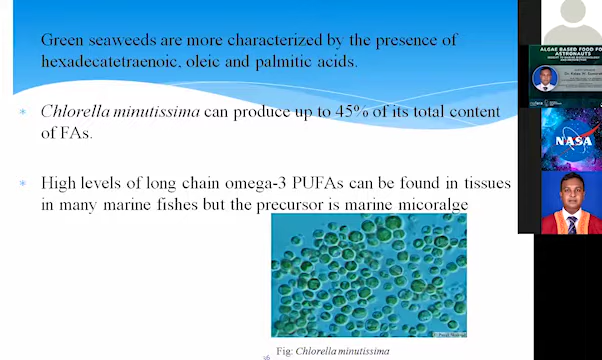 Green seaweeds are more characterized by the presence of
hexadecatetraenoic, oleic and palmitic acids.
* Chlorella minutissima can produce up to 45% of its total content
of FAs.
* High levels of long chain omega-3 PUFAs can be found in tissues
in many marine fishes but the precursor is marine micoralge
36 Fig: Chlorella minutissima
ALGAE BASED FOOD FOR
ASTRONAUTS
NASA